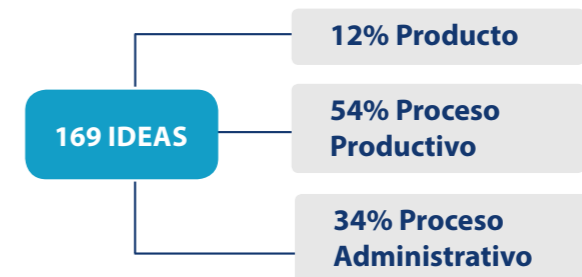 12% Producto
169 IDEAS
54% Proceso
Productivo
34% Proceso
Administrativo